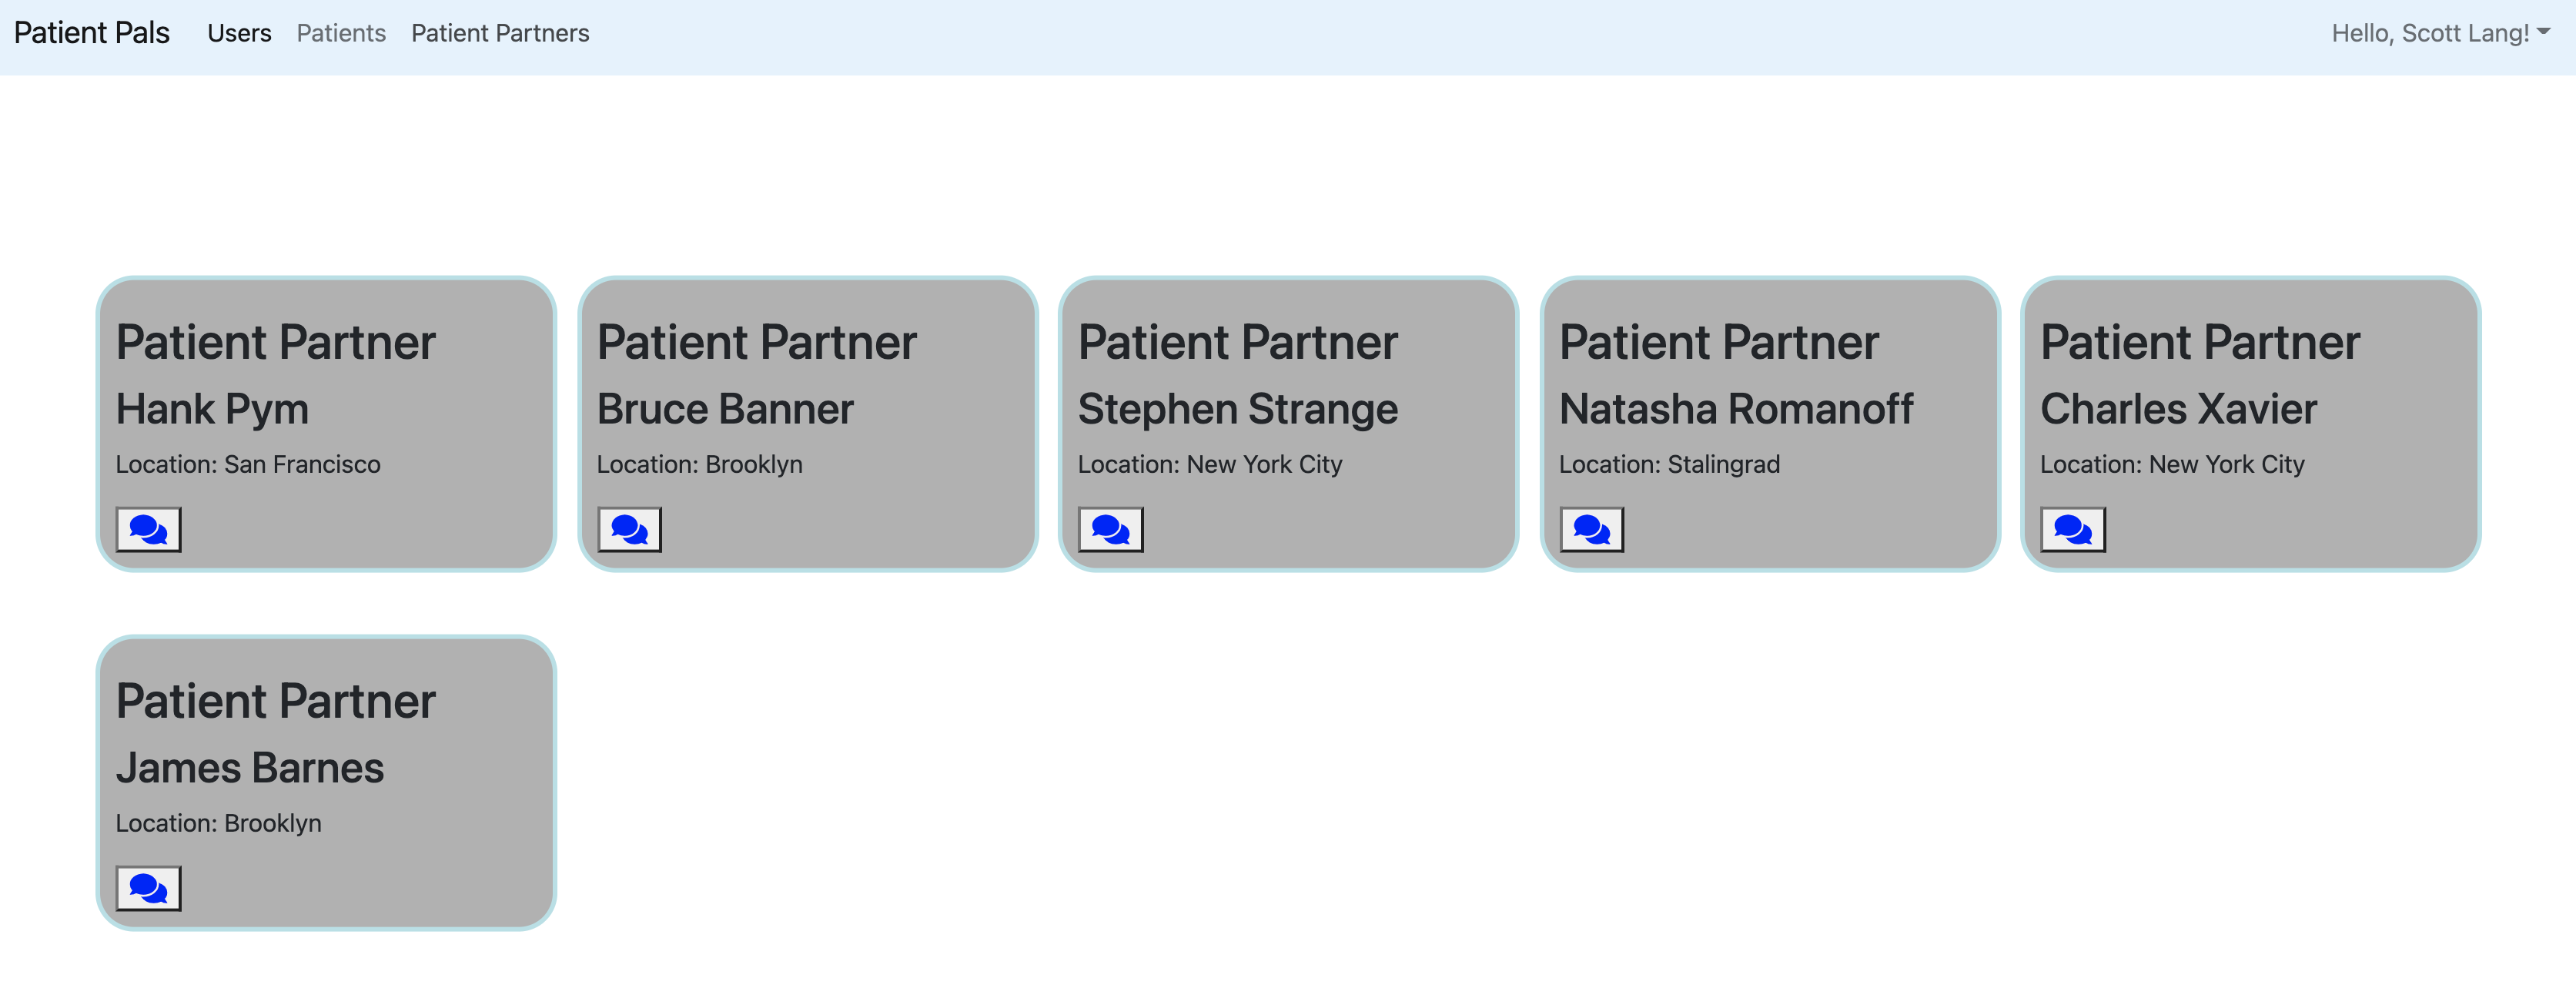 Patient Pals Users Patients Patient Partners Hello, Scott Lang!
Patient Partner
Hank Pym
Location: San Francisco
Patient Partner
Bruce Banner
Location: Brooklyn
Patient Partner
Stephen Strange
Location: New York City
Patient Partner
Natasha Romanoff
Location: Stalingrad
Patient Partner
Charles Xavier
Location: New York City
Patient Partner
James Barnes
Location: Brooklyn